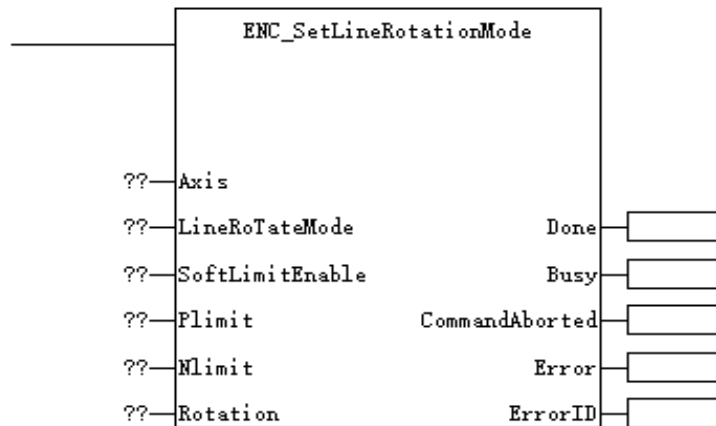 ENC_SetLineRotationMode
??Axis
??LineRoTateMode Done
??SoftLimitEnable Busy
??Plimit CommandAborted
??Nlimit Error
??Rotation ErrorID